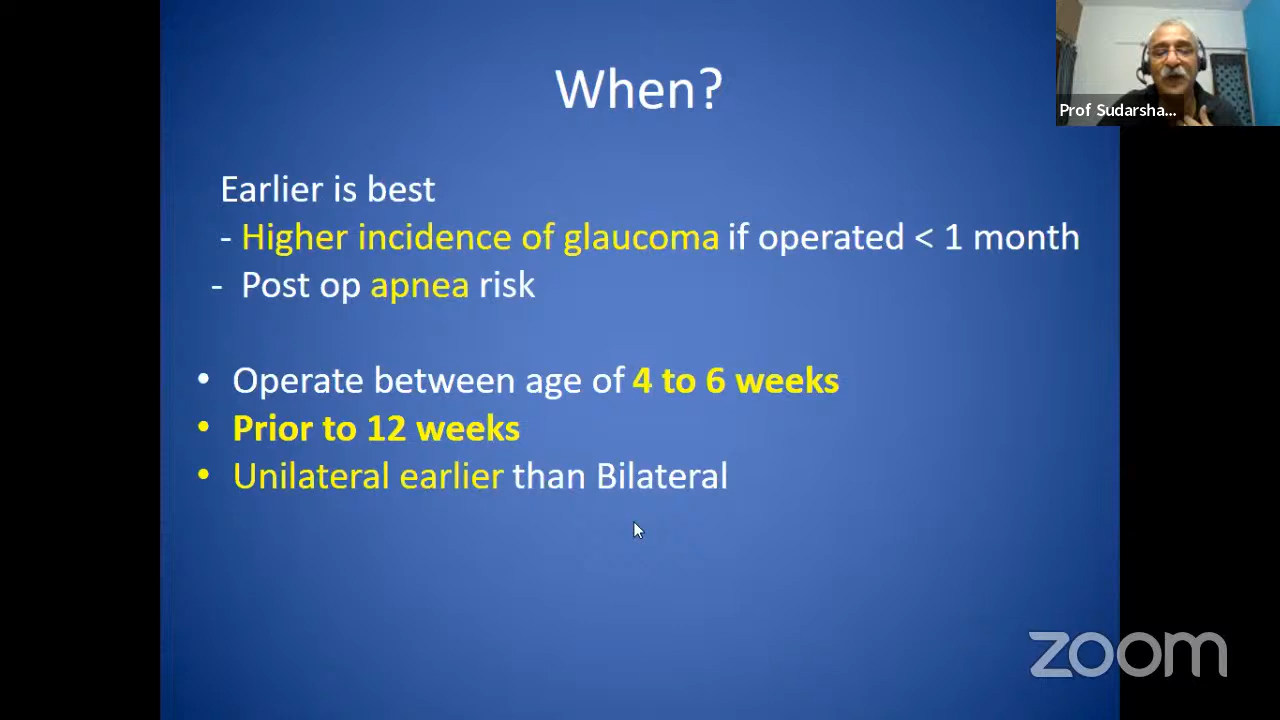 When?
Prof Sudarsha...
Earlier is best
- Higher incidence of glaucoma if operated < 1 month
- Post op apnea risk
• Operate between age of 4 to 6 weeks
• Prior to 12 weeks
• Unilateral earlier than Bilateral
zoom